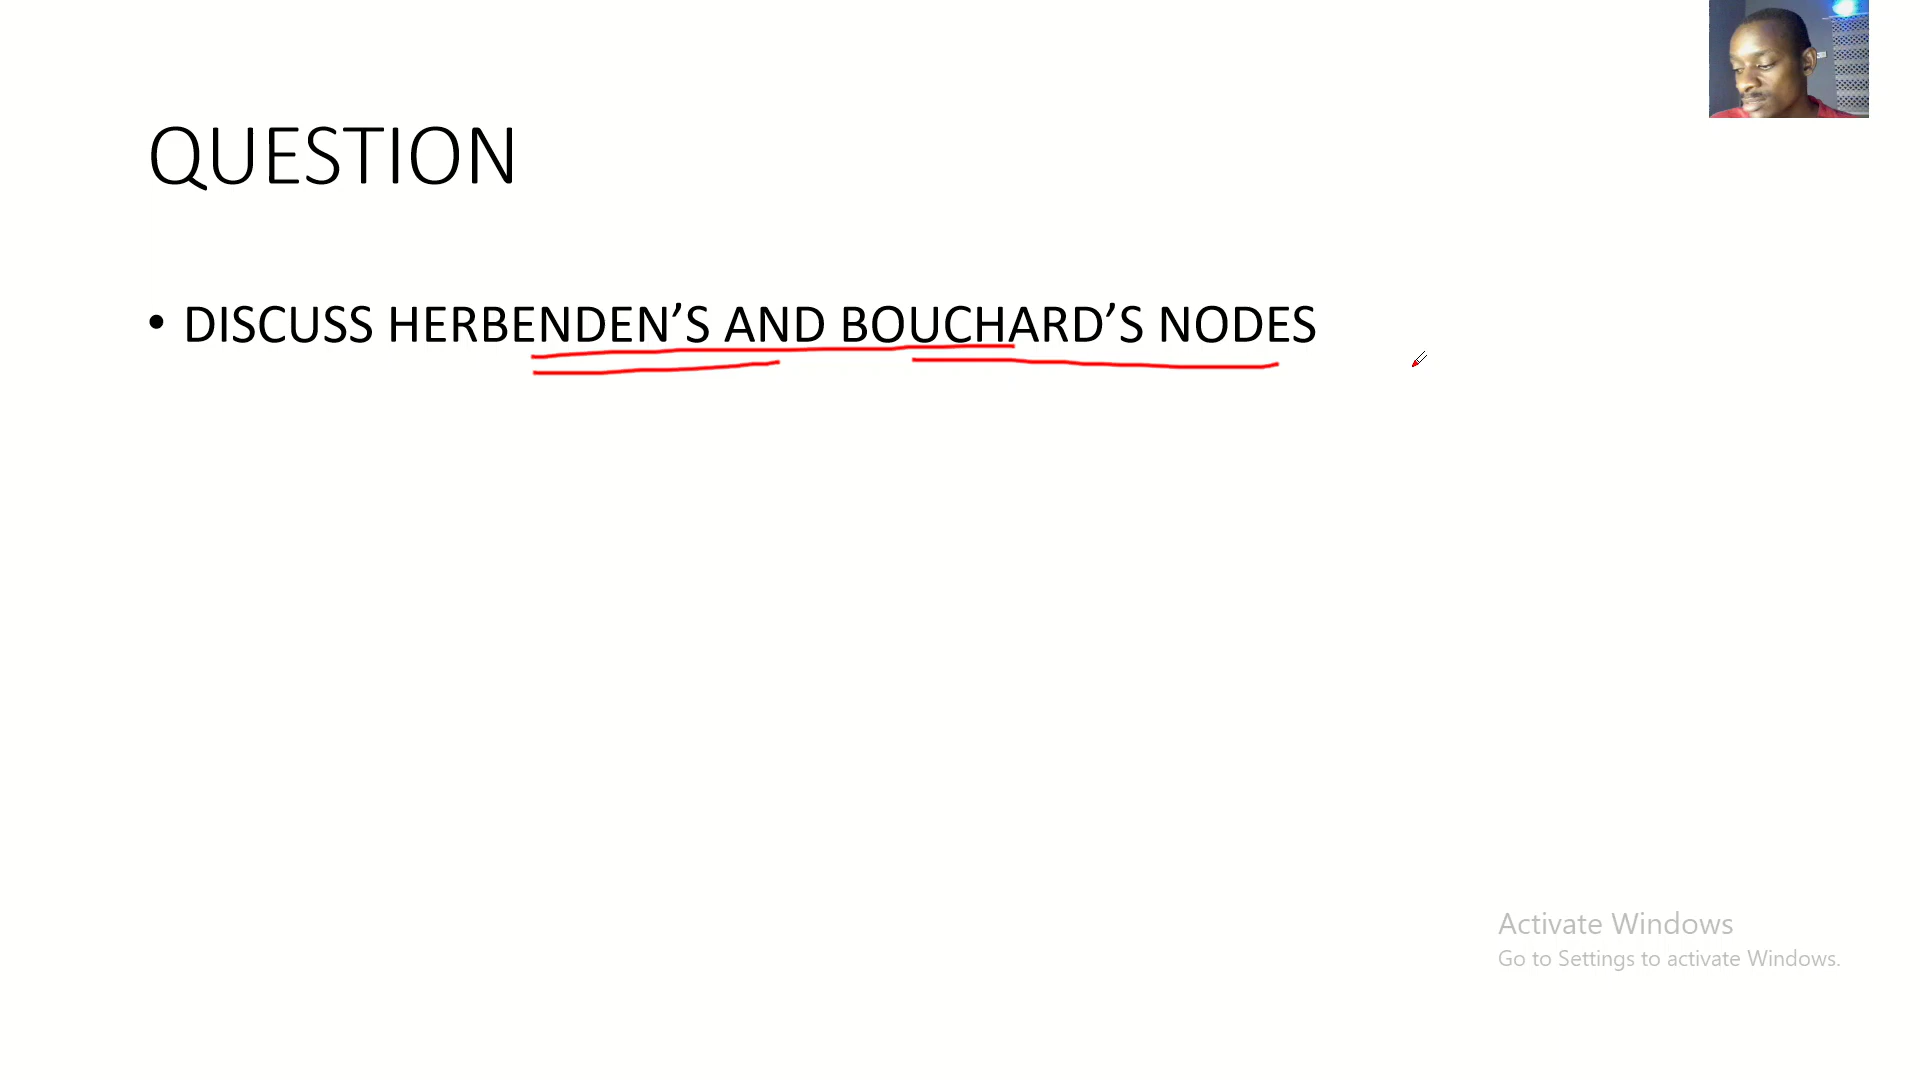 QUESTION
• DISCUSS HERBENDEN’S AND BOUCHARD’S NODES
Activate Windows
Go to Settings to activate Windows.